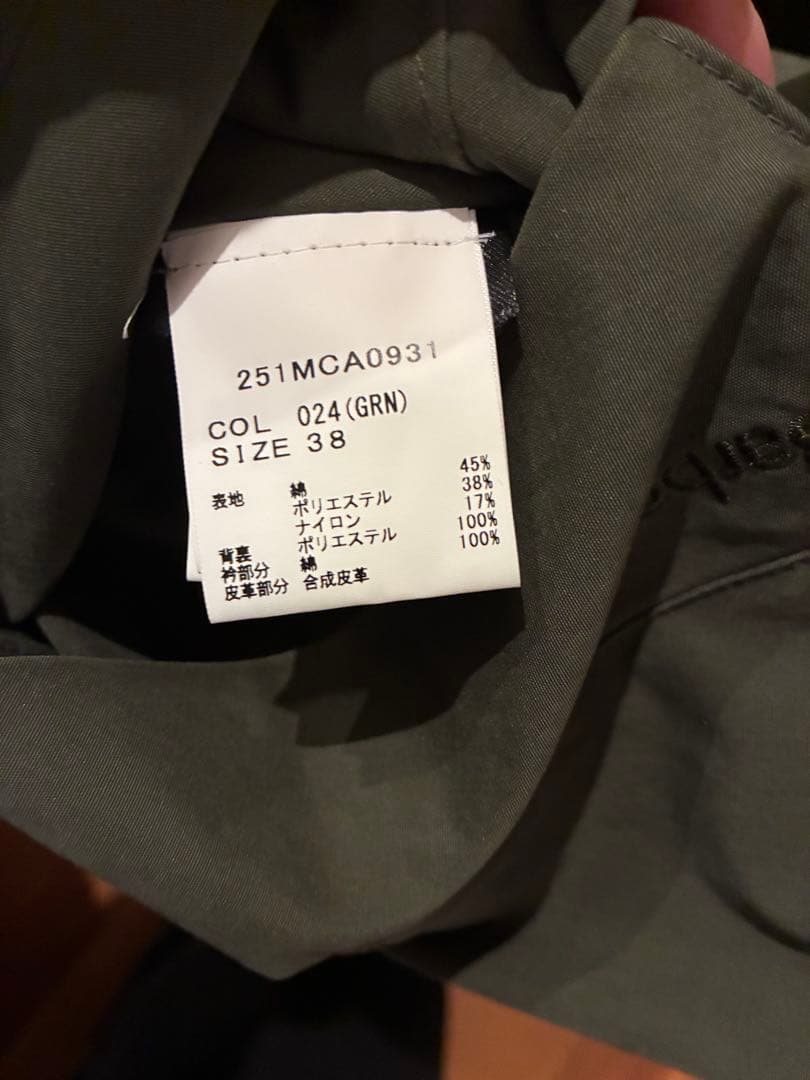 251MCA0931
COL 024(GRN)
SIZE 38
表地 綿 45%
ポリエステル 38%
ナイロン 17%
背裏 ポリエステル 100%
衿部分 綿 100%
皮革部分 合成皮革